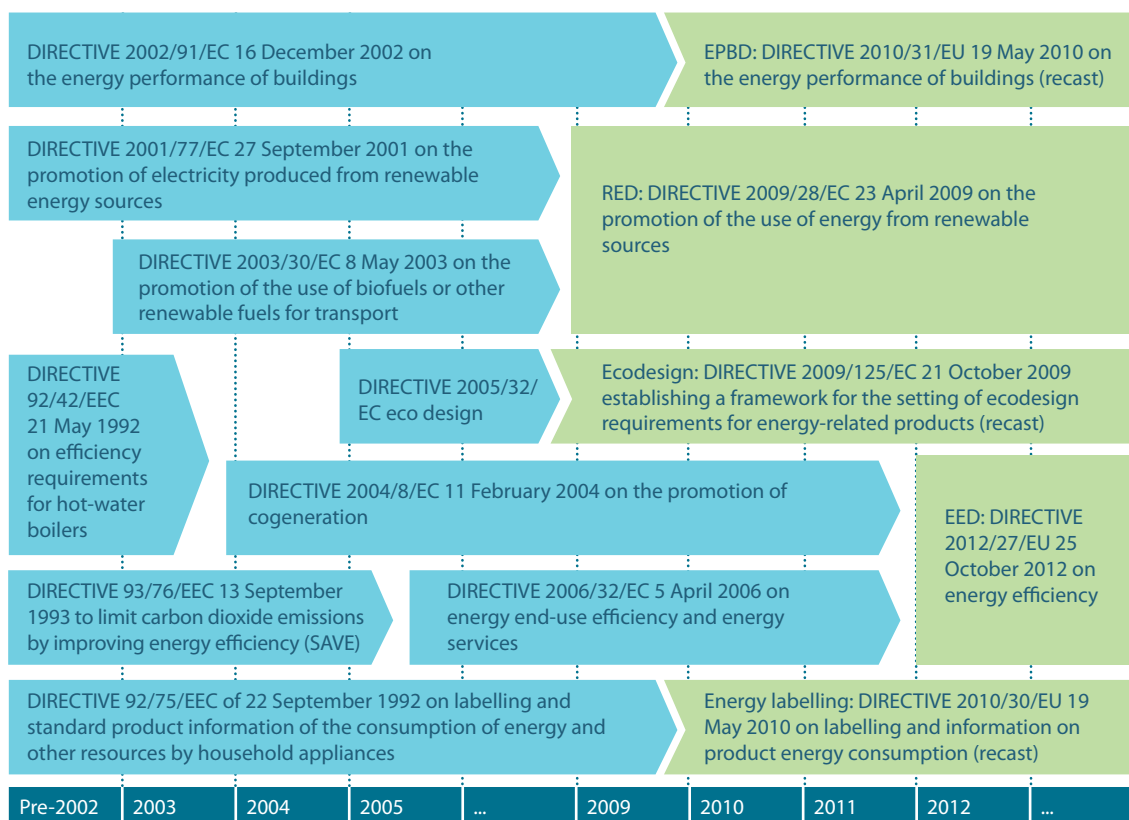 DIRECTIVE 2002/91/EC 16 December 2002 on
the energy performance of buildings
EPBD: DIRECTIVE 2010/31/EU 19 May 2010 on
the energy performance of buildings (recast)
DIRECTIVE 2001/77/EC 27 September 2001 on the
promotion of electricity produced from renewable
energy sources
RED: DIRECTIVE 2009/28/EC 23 April 2009 on the
promotion of the use of energy from renewable
sources
DIRECTIVE 2003/30/EC 8 May 2003 on the
promotion of the use of biofuels or other
renewable fuels for transport
DIRECTIVE
92/42/EEC
21 May 1992
on efficiency
requirements
for hot-water
boilers
DIRECTIVE 2005/32/
EC eco design
Ecodesign: DIRECTIVE 2009/125/EC 21 October 2009
establishing a framework for the setting of ecodesign
requirements for energy-related products (recast)
DIRECTIVE 2004/8/EC 11 February 2004 on the promotion of
cogeneration
EED: DIRECTIVE
2012/27/EU 25
October 2012 on
energy efficiency
DIRECTIVE 93/76/EEC 13 September
1993 to limit carbon dioxide emissions
by improving energy efficiency (SAVE)
DIRECTIVE 2006/32/EC 5 April 2006 on
energy end-use efficiency and energy
services
DIRECTIVE 92/75/EEC of 22 September 1992 on labelling and
standard product information of the consumption of energy and
other resources by household appliances
Energy labelling: DIRECTIVE 2010/30/EU 19
May 2010 on labelling and information on
product energy consumption (recast)
Pre-2002 2003 2004 2005 ... 2009 2010 2011 2012 ...